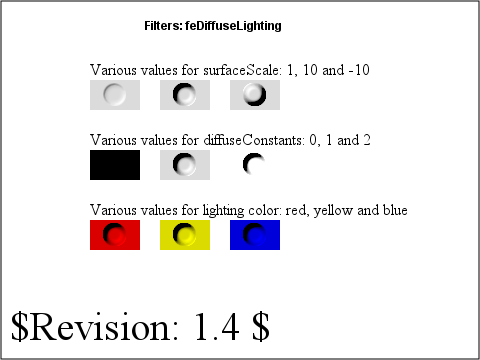 Filters: feDiffuseLighting
Various values for surfaceScale: 1, 10 and -10
Various values for diffuseConstants: 0, 1 and 2
Various values for lighting color: red, yellow and blue
$Revision: 1.4 $